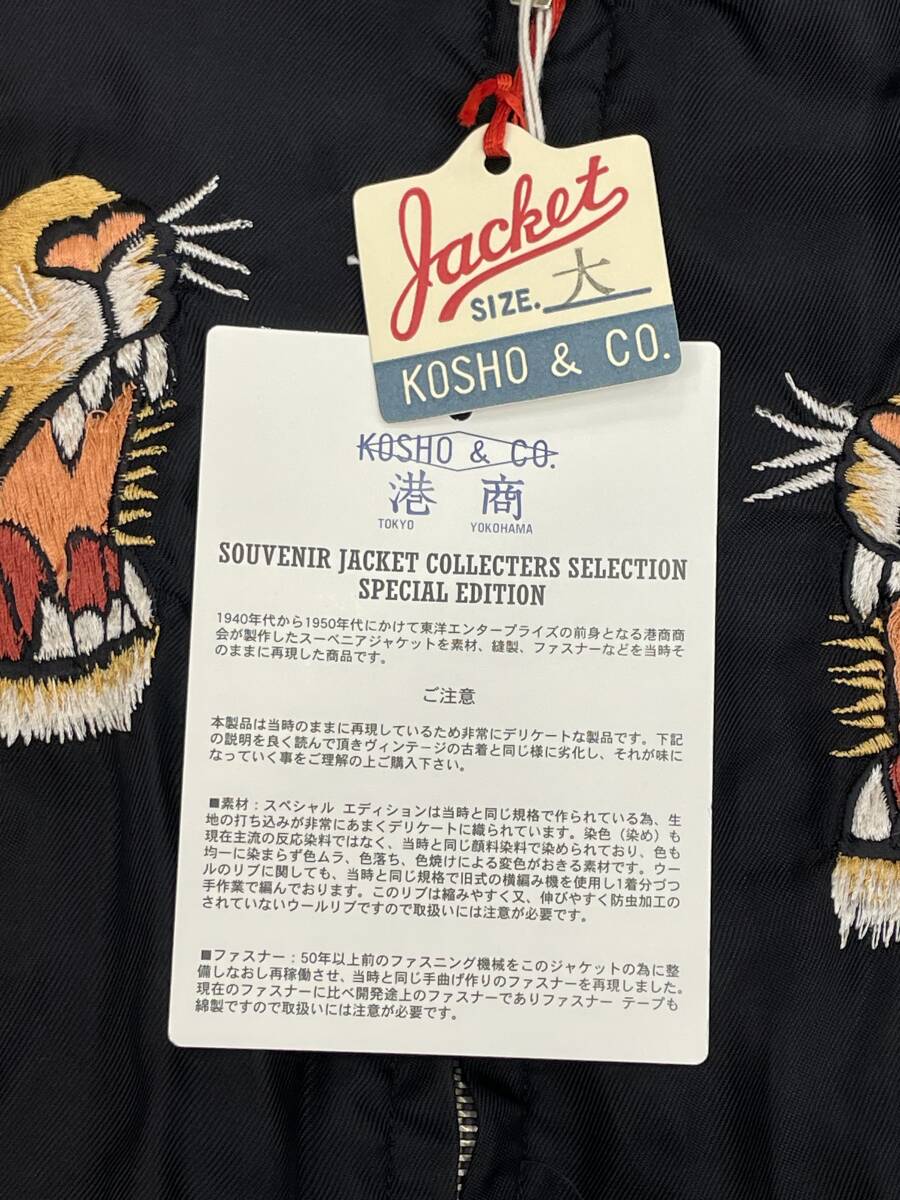 Jacket
SIZE. 大
KOSHO & CO.
KOSHO & CO.
港 商
TOKYO YOKOHAMA
SOUVENIR JACKET COLLECTERS SELECTION
SPECIAL EDITION
1940年代から1950年代にかけて東洋エンタープライズの前身となる港商商
会が製作したスーベニアジャケットを素材、縫製、ファスナーなどを当時そ
のままに再現した商品です。
ご注意
本製品は当時のままに再現しているため非常にデリケートな製品です。下記
の説明を良く読んで頂きヴィンテージの古着と同じ様に劣化し、それが味に
なっていく事をご理解の上ご購入下さい。
■素材：スペシャル エディションは当時と同じ規格で作られている為、生
地の打ち込みが非常にあまくデリケートに織られています。染色（染め）も
現在主流の反応染料ではなく、当時と同じ顔料染料で染められており、色も
均一に染まらず色ムラ、色落ち、色焼けによる変色がおきる素材です。ウー
ルのリブに関しても、当時と同じ規格で旧式の横編み機を使用し1着分づつ
手作業で編んでおります。このリブは縮みやすく又、伸びやすく防虫加工の
されていないウールリブですので取扱いには注意が必要です。
■ファスナー：50年以上前のファスニング機械をこのジャケットの為に整
備しなおし再稼働させ、当時と同じ手曲げ作りのファスナーを再現しました。
現在のファスナーに比べ開発途上のファスナーでありファスナー テープも
綿製ですので取扱いには注意が必要です。